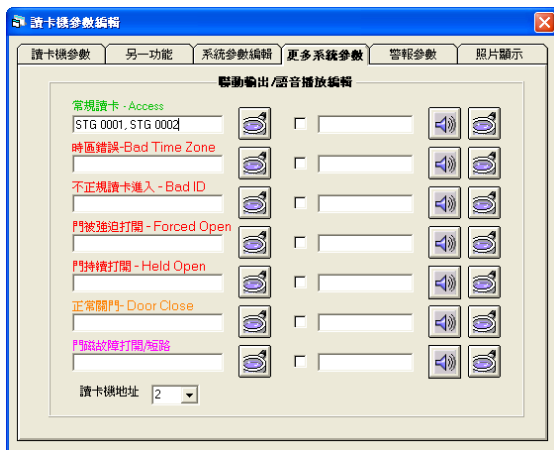 讀卡機參數編輯
讀卡機參數 另一功能 系統參數編輯 更多系統參數 警報參數 照片顯示
聯動輸出/語音播放編輯
常規讀卡 - Access
STG 0001, STG 0002
時區錯誤-Bad Time Zone
不正規讀卡進入 - Bad ID
門被強迫打開 - Forced Open
門持續打開 - Held Open
正常關門- Door Close
門磁故障打開/短路
讀卡機地址 2